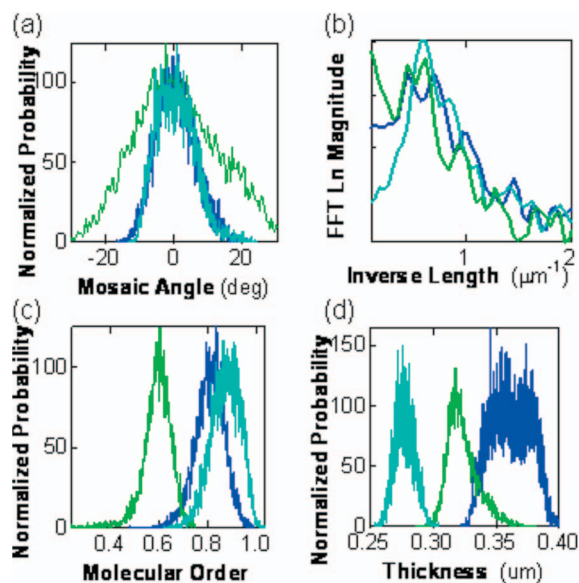 (a)
Normalized Probability
100
50
0
-20
0
20
Mosaic Angle (deg)
(b)
FFT Ln Magnitude
1
2
Inverse Length (μm-1)
(c)
Normalized Probability
100
50
0
0.4
0.6
0.8
1.0
Molecular Order
(d)
Normalized Probability
150
100
50
0
0.25
0.30
0.35
0.40
Thickness (um)